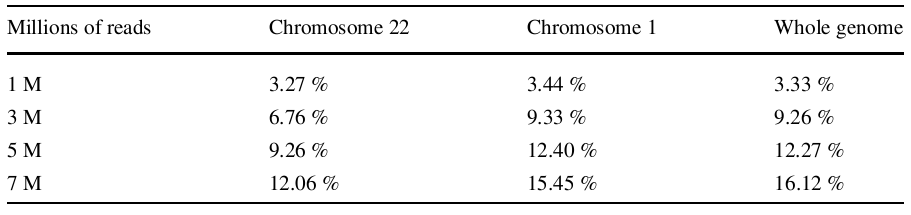 Millions of reads Chromosome 22 Chromosome 1 Whole genome
1 M 3.27 % 3.44 % 3.33 %
3 M 6.76 % 9.33 % 9.26 %
5 M 9.26 % 12.40 % 12.27 %
7 M 12.06 % 15.45 % 16.12 %